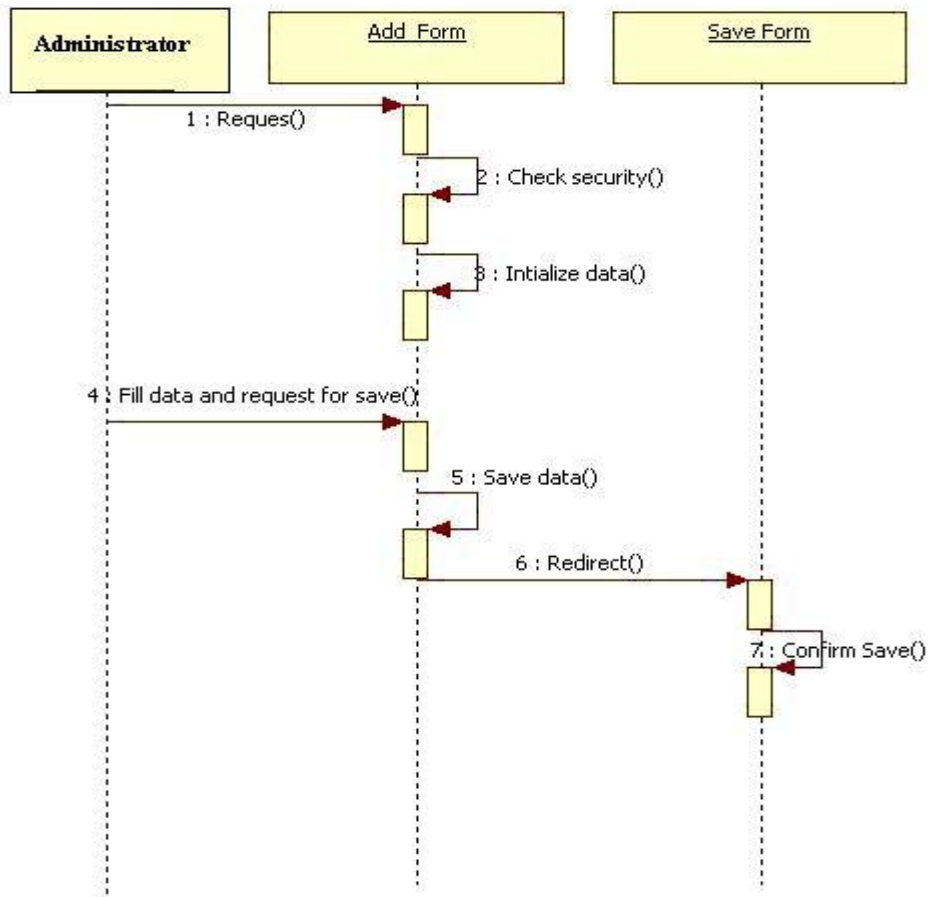 Administrator
Add Form
Save Form
1 : Reques()
2 : Check security()
3 : Intialize data()
4 : Fill data and request for save()
5 : Save data()
6 : Redirect()
7 : Confirm Save()